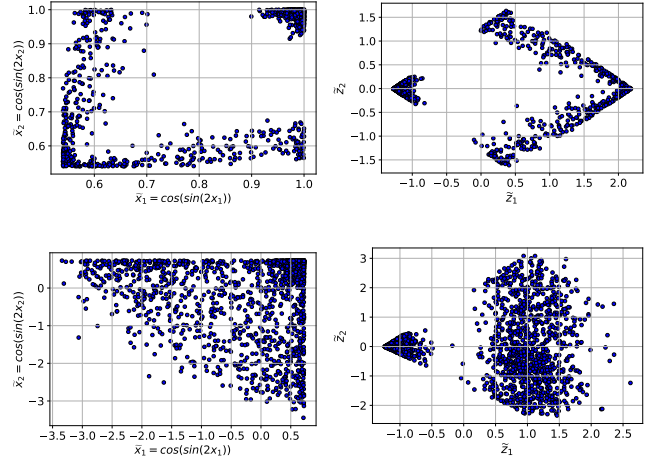 1.0
0.9
0.8
0.7
0.6
x̃₂ = cos(sin(2x₂))
0.6 0.7 0.8 0.9 1.0
x̃₁ = cos(sin(2x₁))
1.5
1.0
0.5
0.0
−0.5
−1.0
−1.5
z̃₂
−1.0 −0.5 0.0 0.5 1.0 1.5 2.0
z̃₁
0
−1
−2
−3
x̃₂ = cos(sin(2x₂))
−3.5 −3.0 −2.5 −2.0 −1.5 −1.0 −0.5 0.0 0.5
x̃₁ = cos(sin(2x₁))
3
2
1
0
−1
−2
z̃₂
−1.0 −0.5 0.0 0.5 1.0 1.5 2.0 2.5
z̃₁